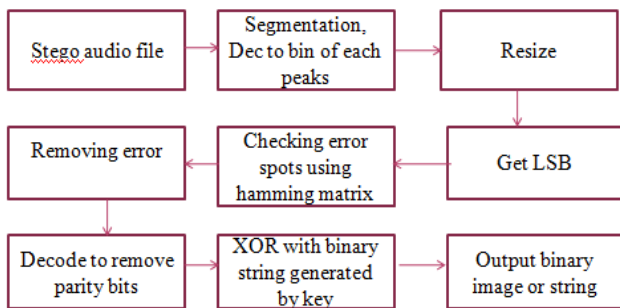 Stego audio file
Segmentation,
Dec to bin of each
peaks
Resize
Get LSB
Checking error
spots using
hamming matrix
Removing error
Decode to remove
parity bits
XOR with binary
string generated
by key
Output binary
image or string